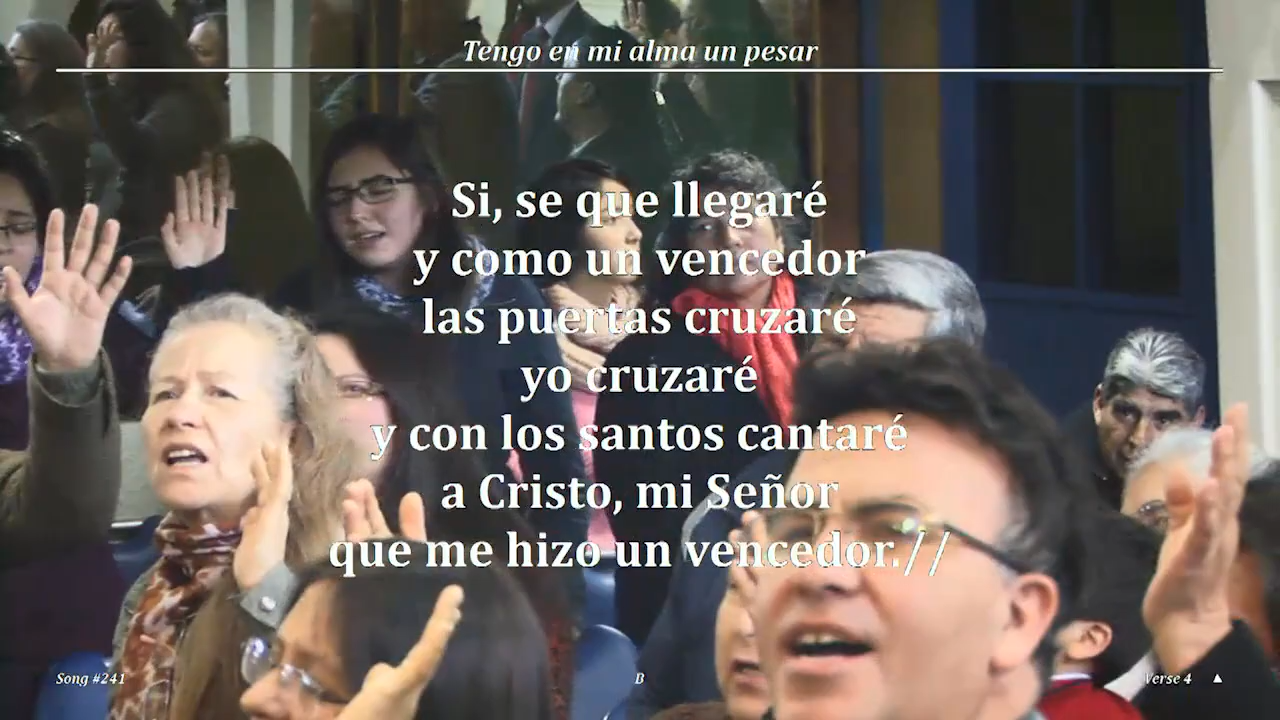 Tengo en mi alma un pesar
Si, se que llegaré
y como un vencedor
las puertas cruzaré
yo cruzaré
y con los santos cantaré
a Cristo, mi Señor
que me hizo un vencedor.//
Song #241
B
Verse 4 ▲